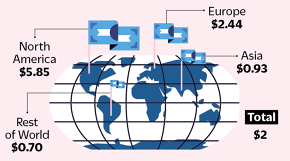 Europe
$2.44
North
America
$5.85
Asia
$0.93
Rest
of World
$0.70
Total
$2